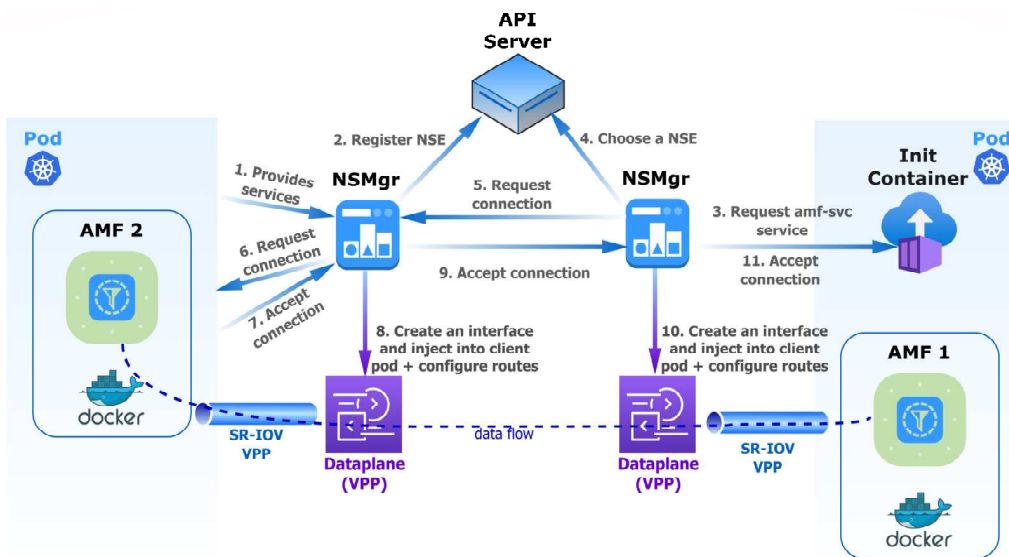 API
Server
2. Register NSE
4. Choose a NSE
Pod
Pod
Init
Container
1. Provides
services
NSMgr
5. Request
connection
NSMgr
3. Request amf-svc
service
AMF 2
6. Request
connection
9. Accept connection
11. Accept
connection
7. Accept
connection
8. Create an interface
and inject into client
pod + configure routes
10. Create an interface
and inject into client
pod + configure routes
AMF 1
docker
SR-IOV
VPP
data flow
SR-IOV
VPP
Dataplane
(VPP)
Dataplane
(VPP)
docker